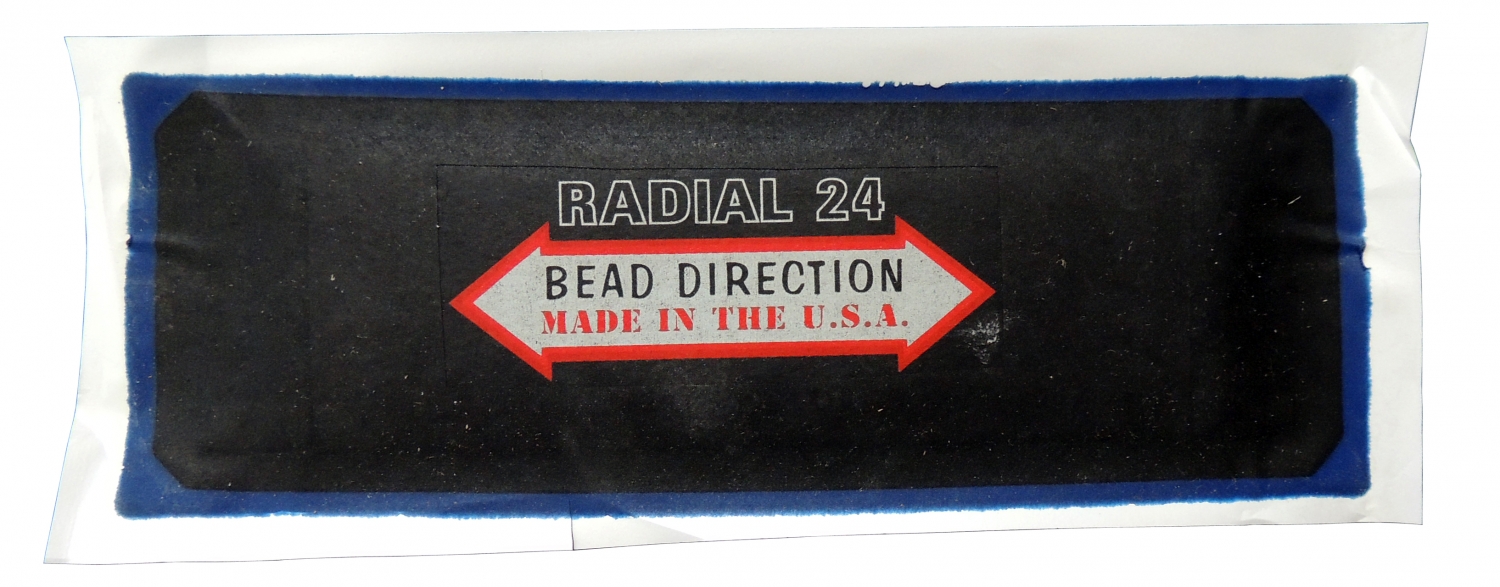 RADIAL 24
BEAD DIRECTION
MADE IN THE U.S.A.